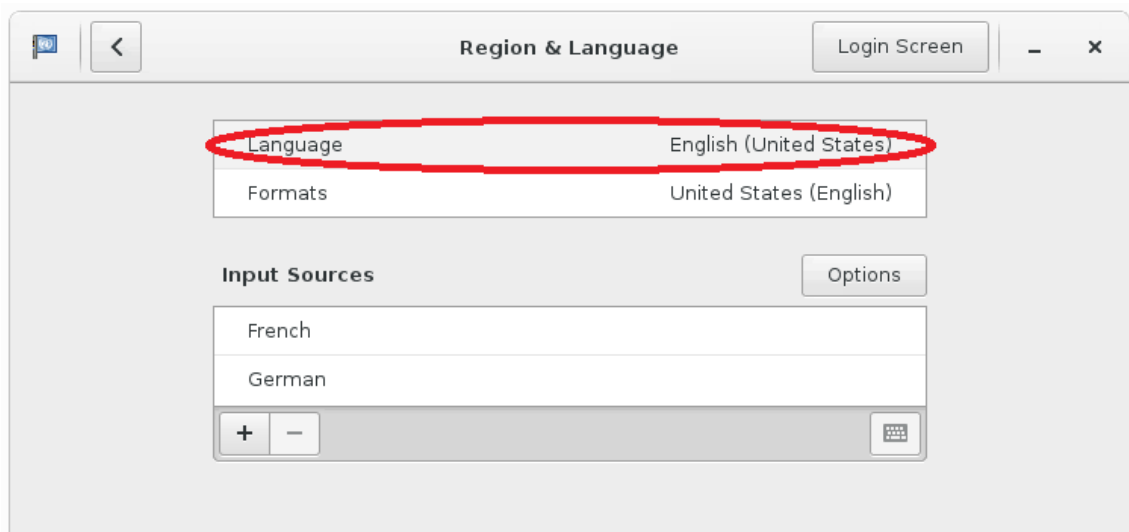 Region & Language
Login Screen
Language English (United States)
Formats United States (English)
Input Sources Options
French
German